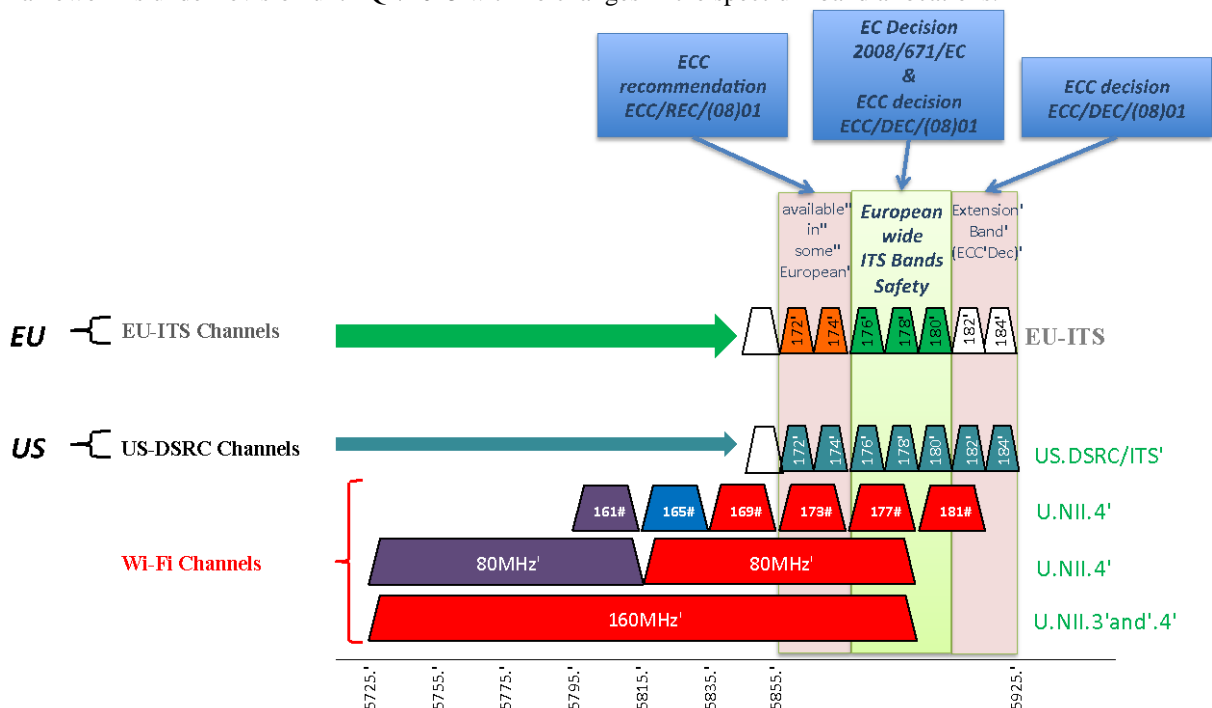 ECC
recommendation
ECC/REC/(08)01
EC Decision
2008/671/EC
&
ECC decision
ECC/DEC/(08)01
ECC decision
ECC/DEC/(08)01
available"
in"
some"
European'
European
wide
ITS Bands
Safety
Extension'
Band'
(ECC'Dec)'
EU
EU-ITS Channels
172'
174'
176'
178'
180'
182'
184'
EU-ITS
US
US-DSRC Channels
172'
174'
176'
178'
180'
182'
184'
US.DSRC/ITS'
161#
165#
169#
173#
177#
181#
U.NII.4'
Wi-Fi Channels
80MHz'
80MHz'
U.NII.4'
160MHz'
U.NII.3'and'.4'
5725.'
5755.'
5775.'
5795.'
5815.'
5835.'
5855.'
5925.'